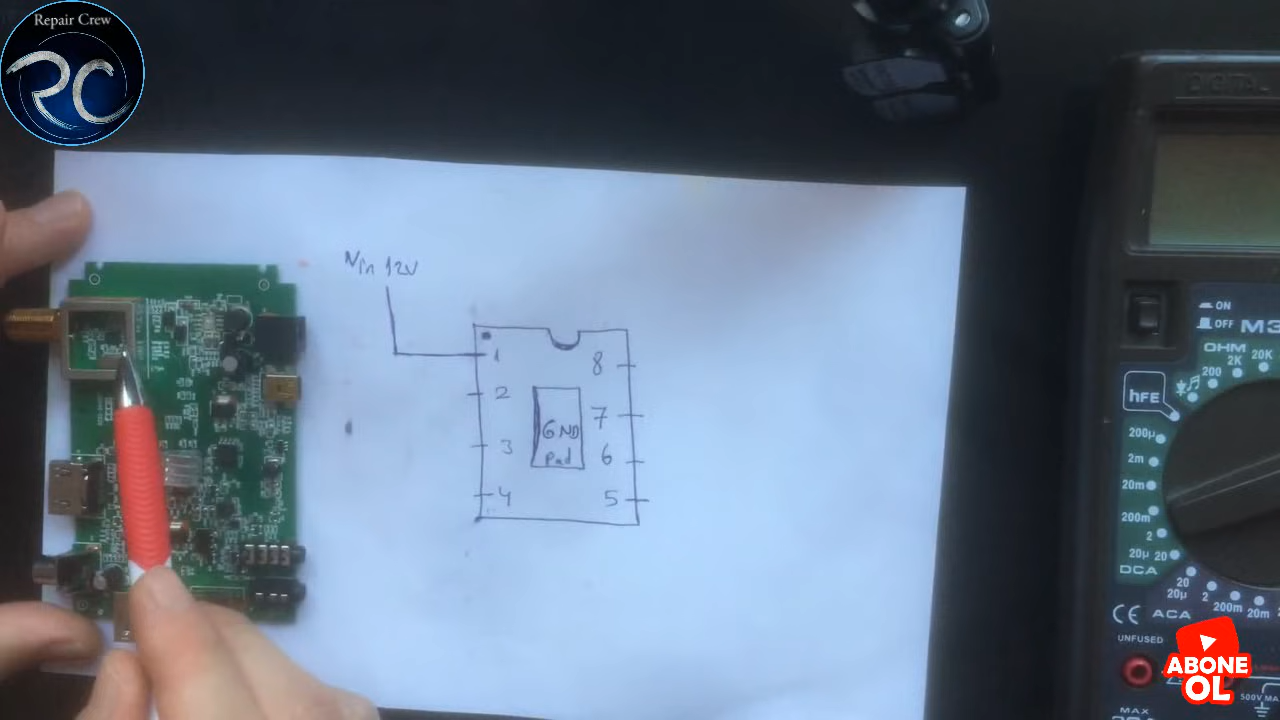 Repair Crew
RC
DIGITAL
Vin 12V
1
8
2
7
GND
Pad
3
6
4
5
ON
OFF
M3
OHM
200
2K
20K
hFE
200µ
2m
20m
200m
2
20µ
20
DCA
20
20µ
2
200m
20m
CE
ACA
UNFUSED
MAX
500V MA
ABONE
OL